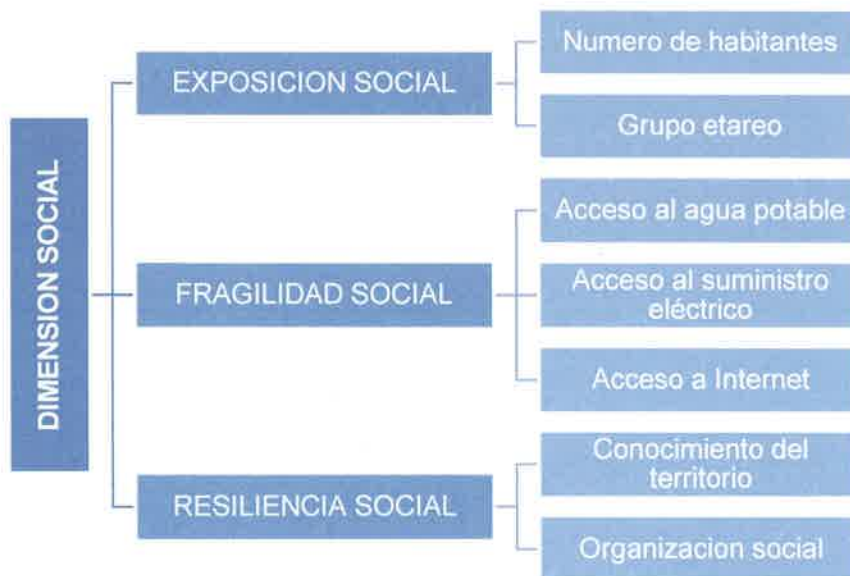 DIMENSION SOCIAL
EXPOSICION SOCIAL
Numero de habitantes
Grupo etareo
FRAGILIDAD SOCIAL
Acceso al agua potable
Acceso al suministro
eléctrico
Acceso a Internet
RESILIENCIA SOCIAL
Conocimiento del
territorio
Organizacion social